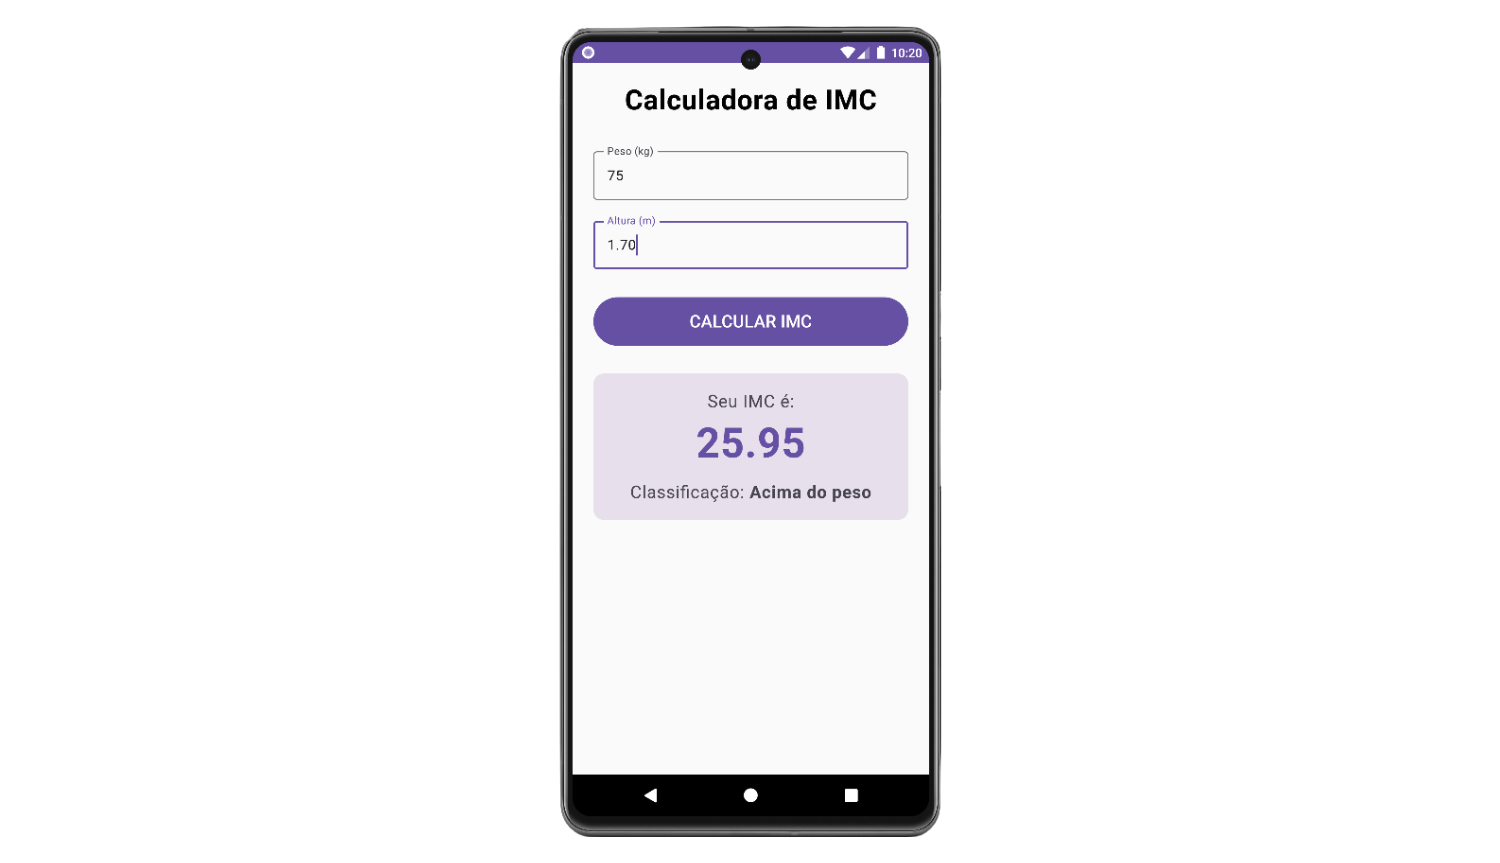 10:20
Calculadora de IMC
Peso (kg)
75
Altura (m)
1.70
CALCULAR IMC
Seu IMC é:
25.95
Classificação: Acima do peso